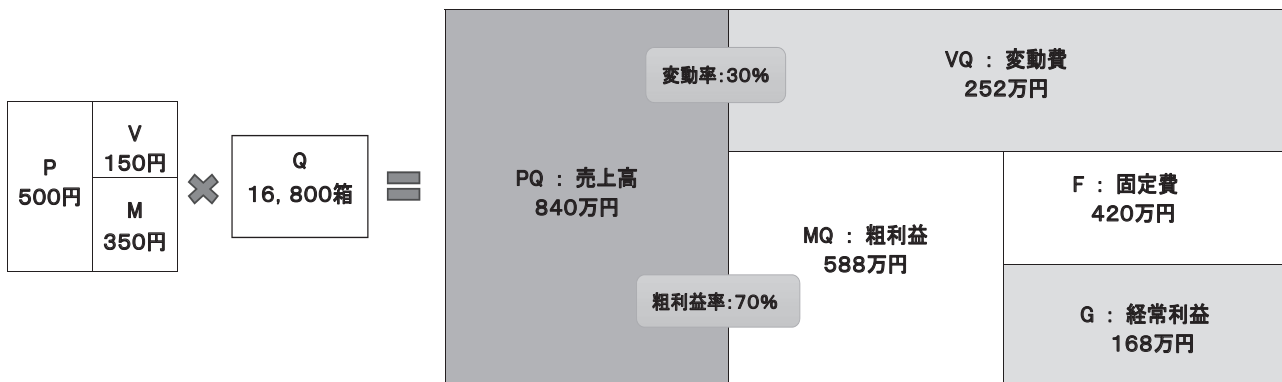 P
500円
V
150円
M
350円
Q
16, 800箱
PQ : 売上高
840万円
変動率:30%
粗利益率:70%
VQ : 変動費
252万円
MQ : 粗利益
588万円
F : 固定費
420万円
G : 経常利益
168万円